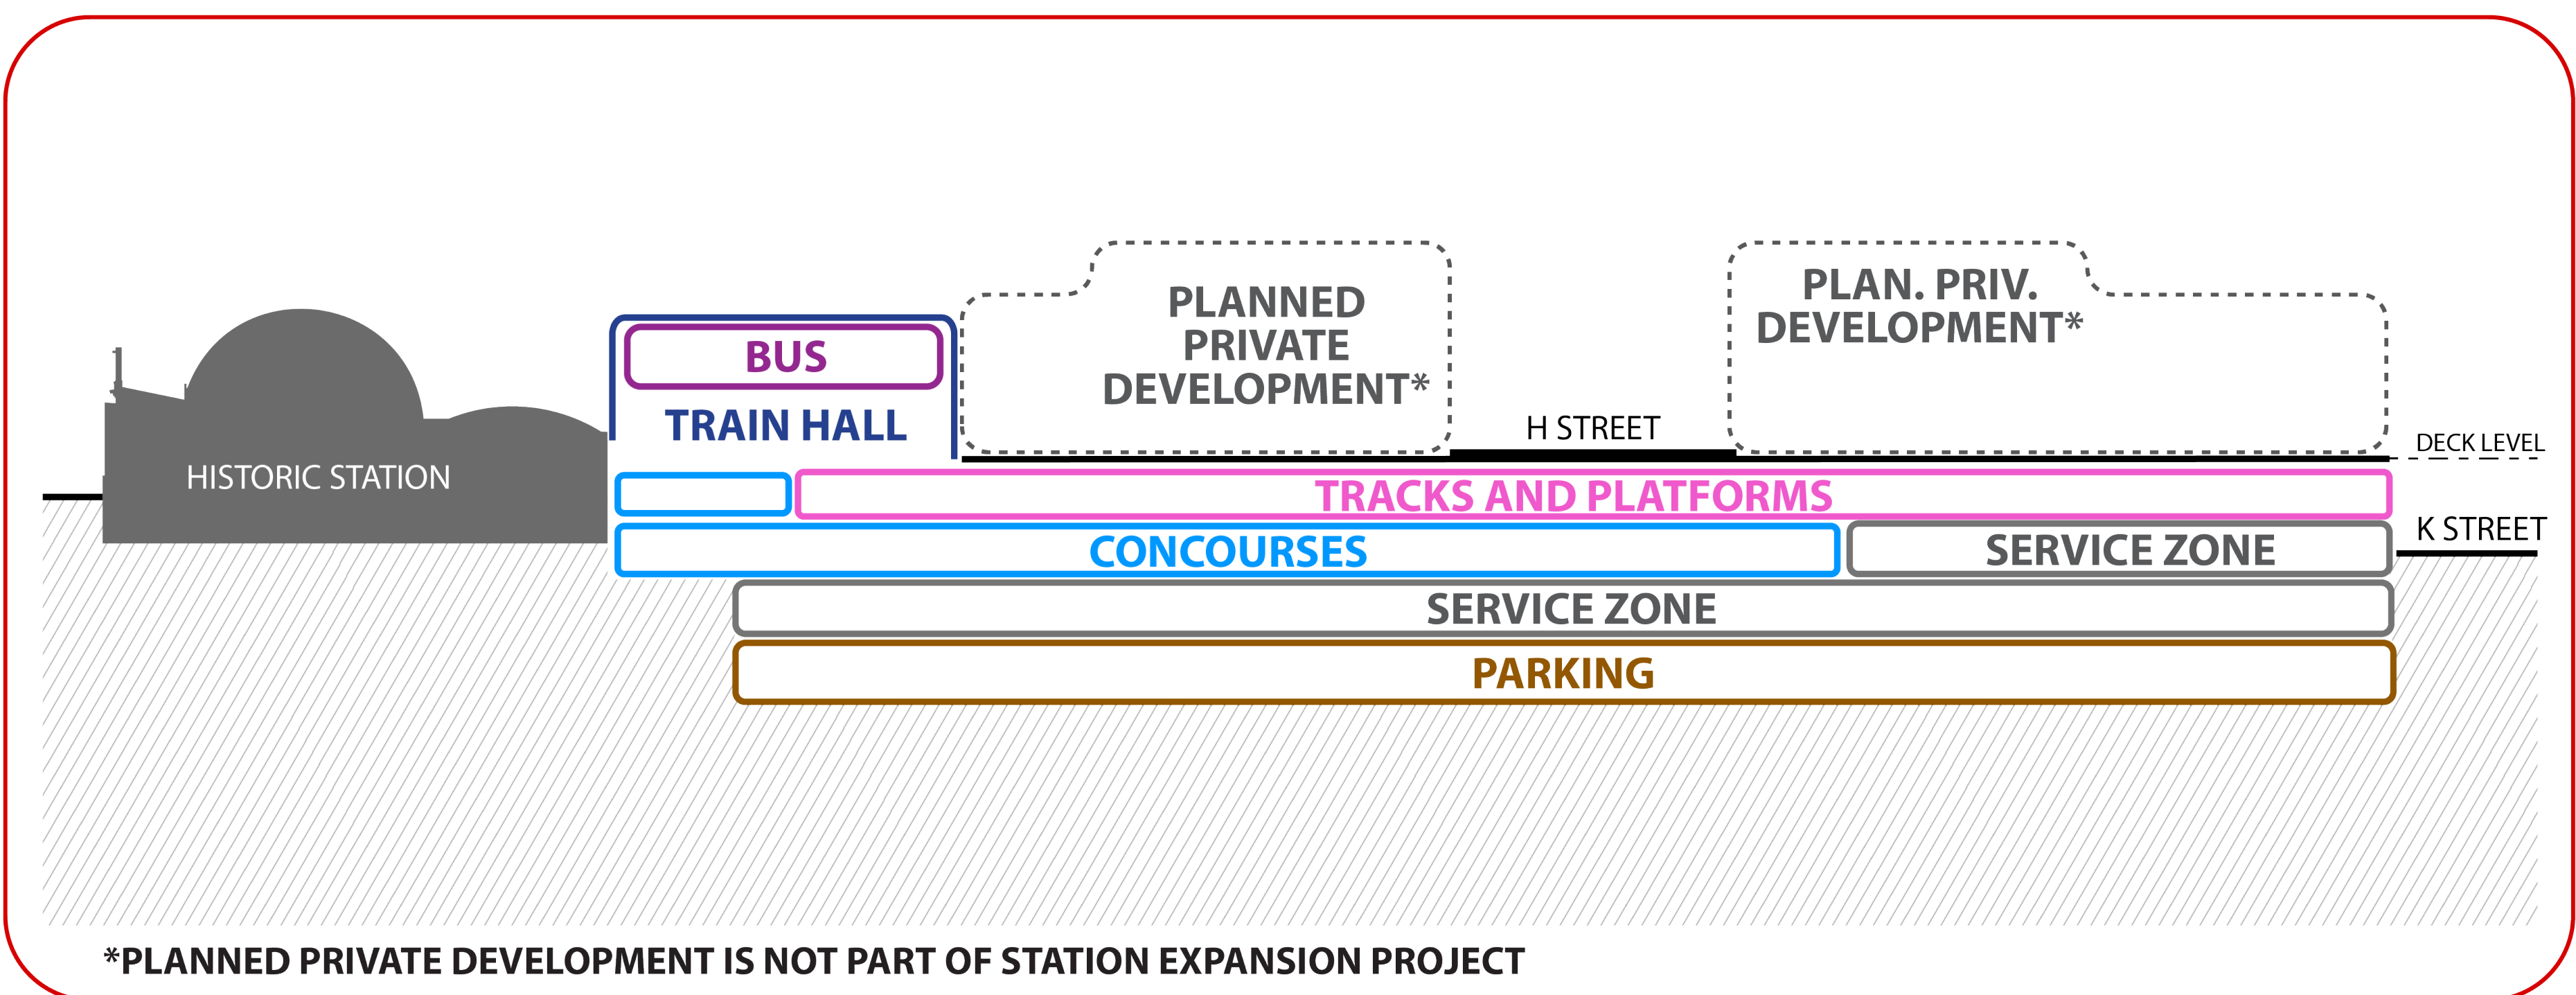 PLANNED
PRIVATE
DEVELOPMENT*
PLAN. PRIV.
DEVELOPMENT*
BUS
TRAIN HALL
H STREET
DECK LEVEL
HISTORIC STATION
TRACKS AND PLATFORMS
K STREET
CONCOURSES
SERVICE ZONE
SERVICE ZONE
PARKING
*PLANNED PRIVATE DEVELOPMENT IS NOT PART OF STATION EXPANSION PROJECT